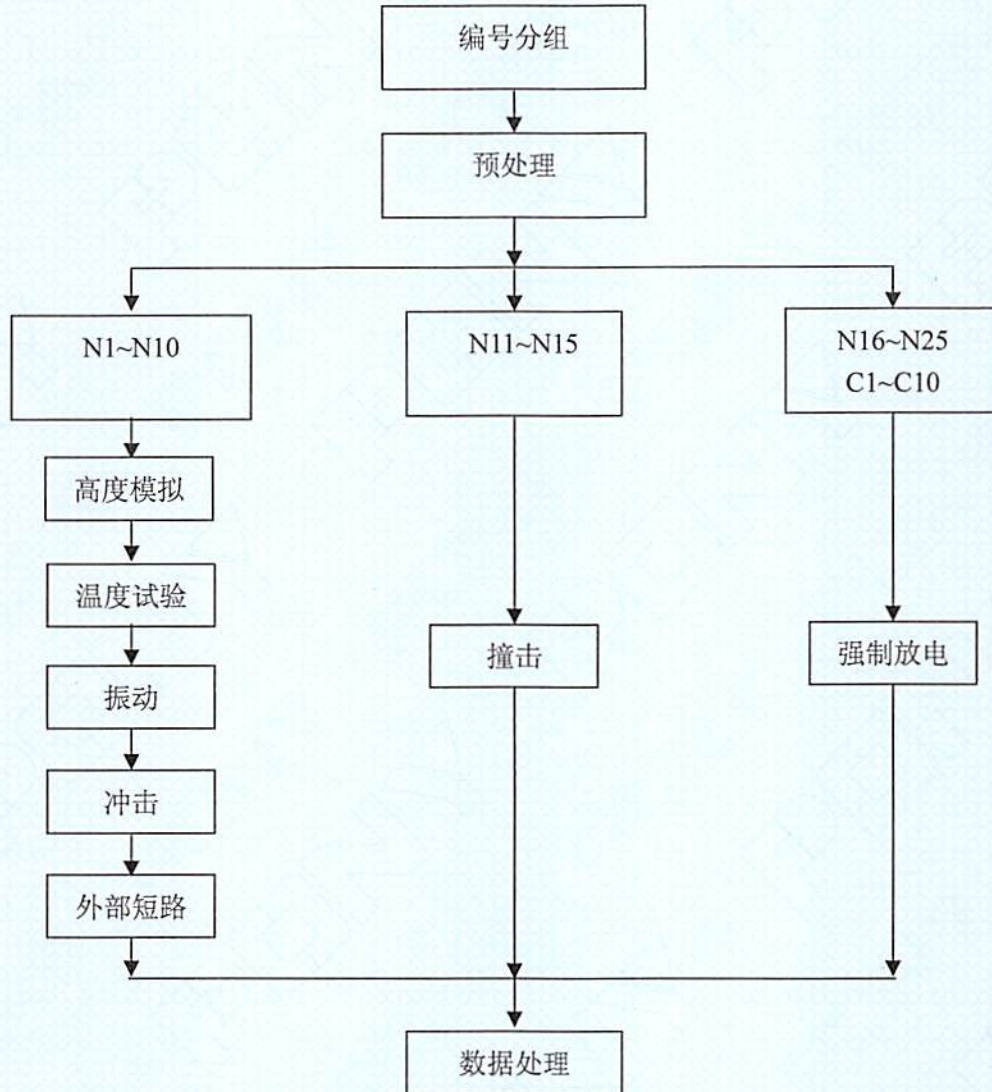 编号分组
预处理
N1~N10
N11~N15
N16~N25
C1~C10
高度模拟
温度试验
振动
冲击
外部短路
撞击
强制放电
数据处理